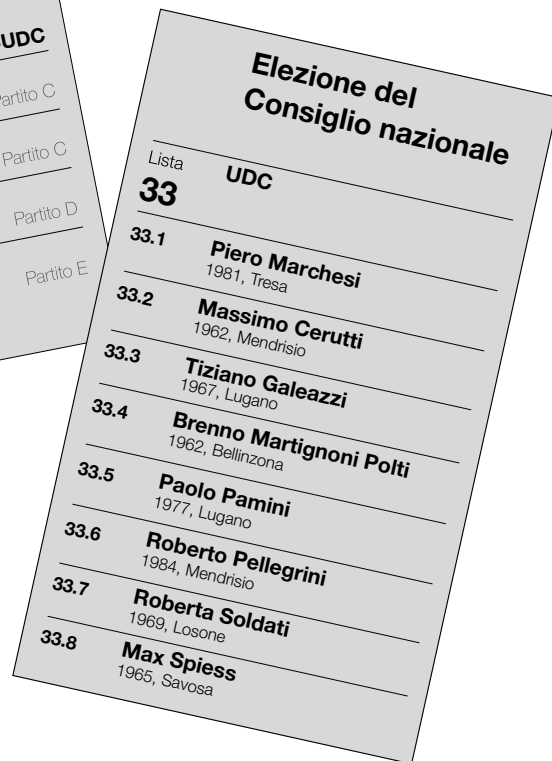 UDC
Partito C
Partito C
Partito D
Partito E
Elezione del
Consiglio nazionale
Lista UDC
33
33.1 Piero Marchesi
1981, Tresa
33.2 Massimo Cerutti
1962, Mendrisio
33.3 Tiziano Galeazzi
1967, Lugano
33.4 Brenno Martignoni Polti
1962, Bellinzona
33.5 Paolo Pamini
1977, Lugano
33.6 Roberto Pellegrini
1984, Mendrisio
33.7 Roberta Soldati
1969, Losone
33.8 Max Spiess
1965, Savosa